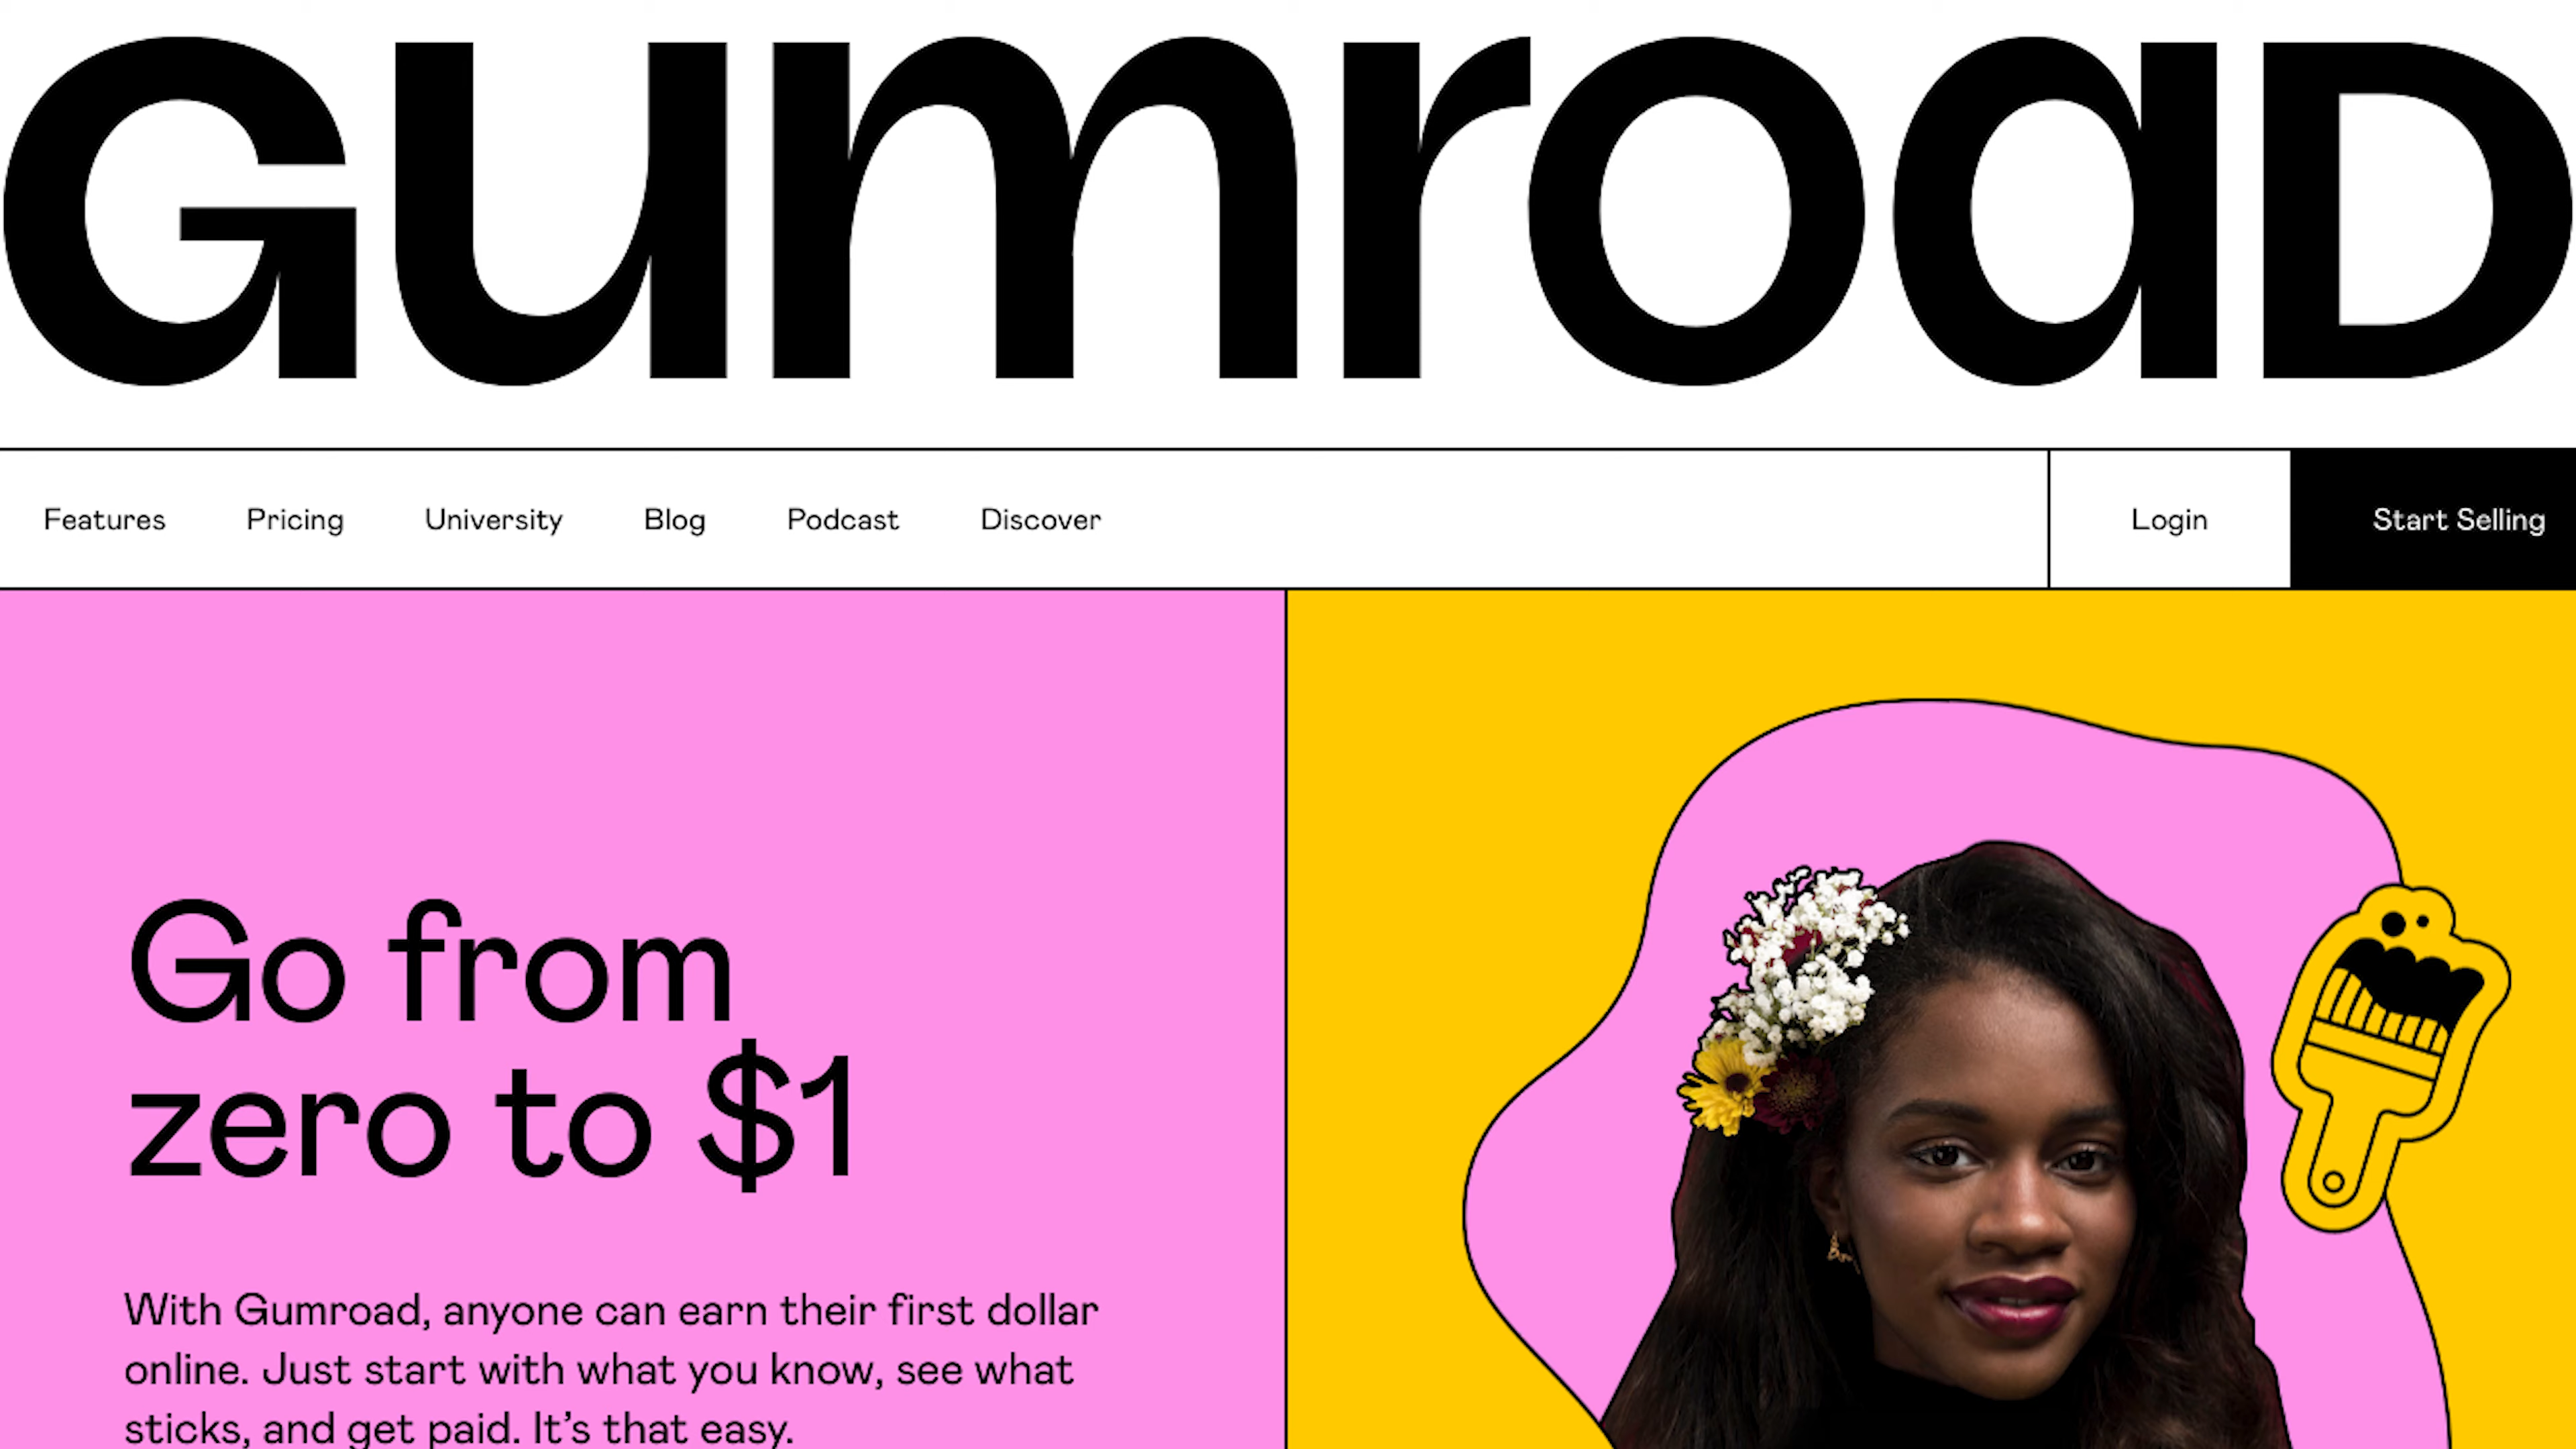 Gumroad
Features Pricing University Blog Podcast Discover Login Start Selling
Go from
zero to $1
With Gumroad, anyone can earn their first dollar
online. Just start with what you know, see what
sticks, and get paid. It’s that easy.